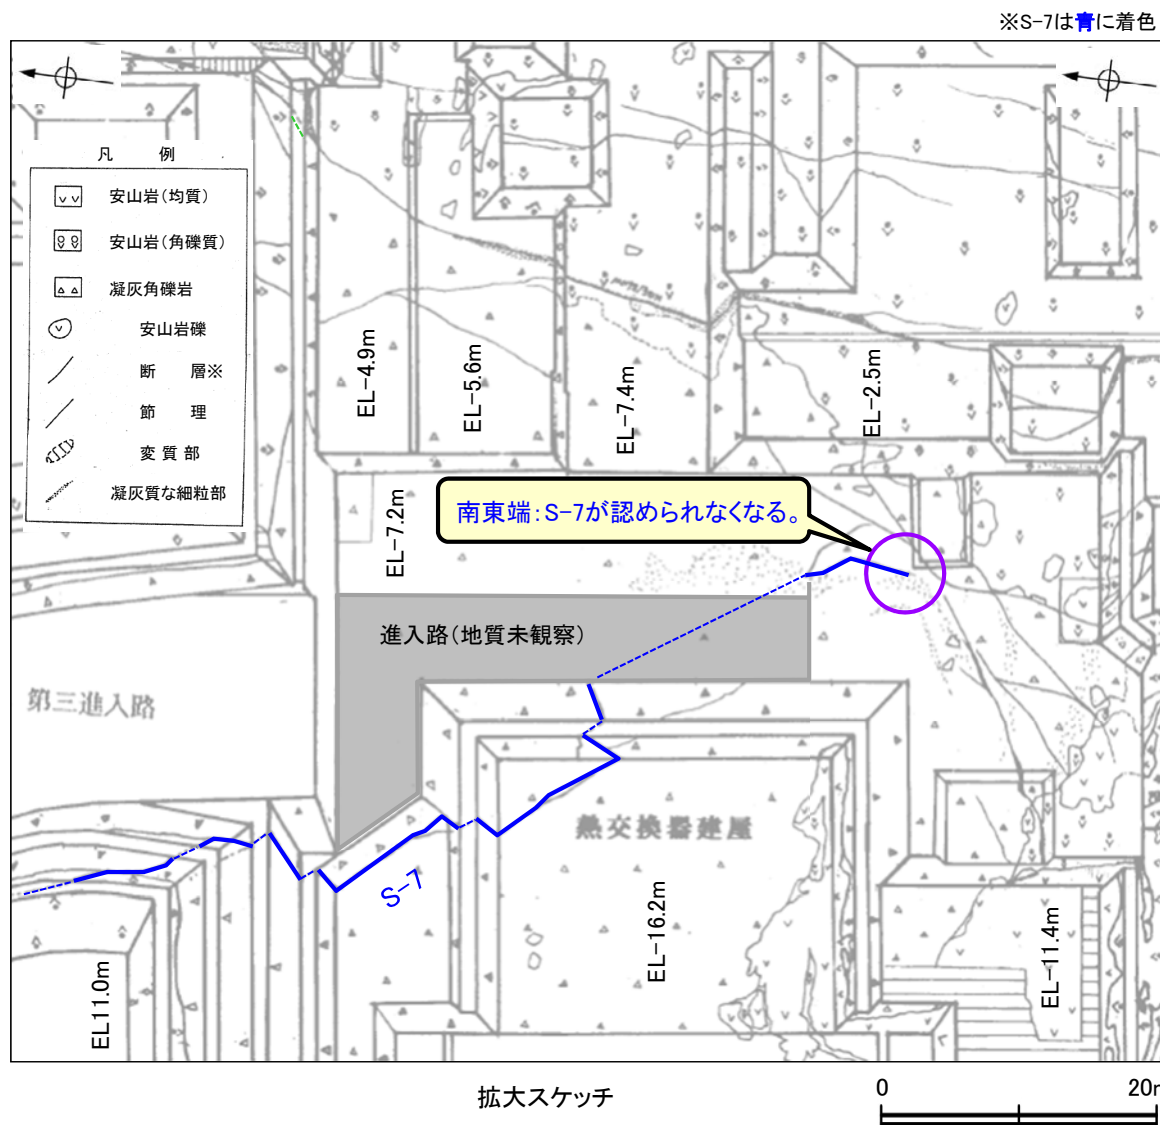 ※S-7は青に着色
凡 例
安山岩(均質)
安山岩(角礫質)
凝灰角礫岩
安山岩礫
断 層※
節 理
変質部
凝灰質な細粒部
EL-4.9m
EL-5.6m
EL-7.4m
EL-2.5m
EL-7.2m
南東端:S-7が認められなくなる。
進入路(地質未観察)
第三進入路
熱交換器建屋
S-7
EL-16.2m
EL-11.4m
EL11.0m
拡大スケッチ
0
20m